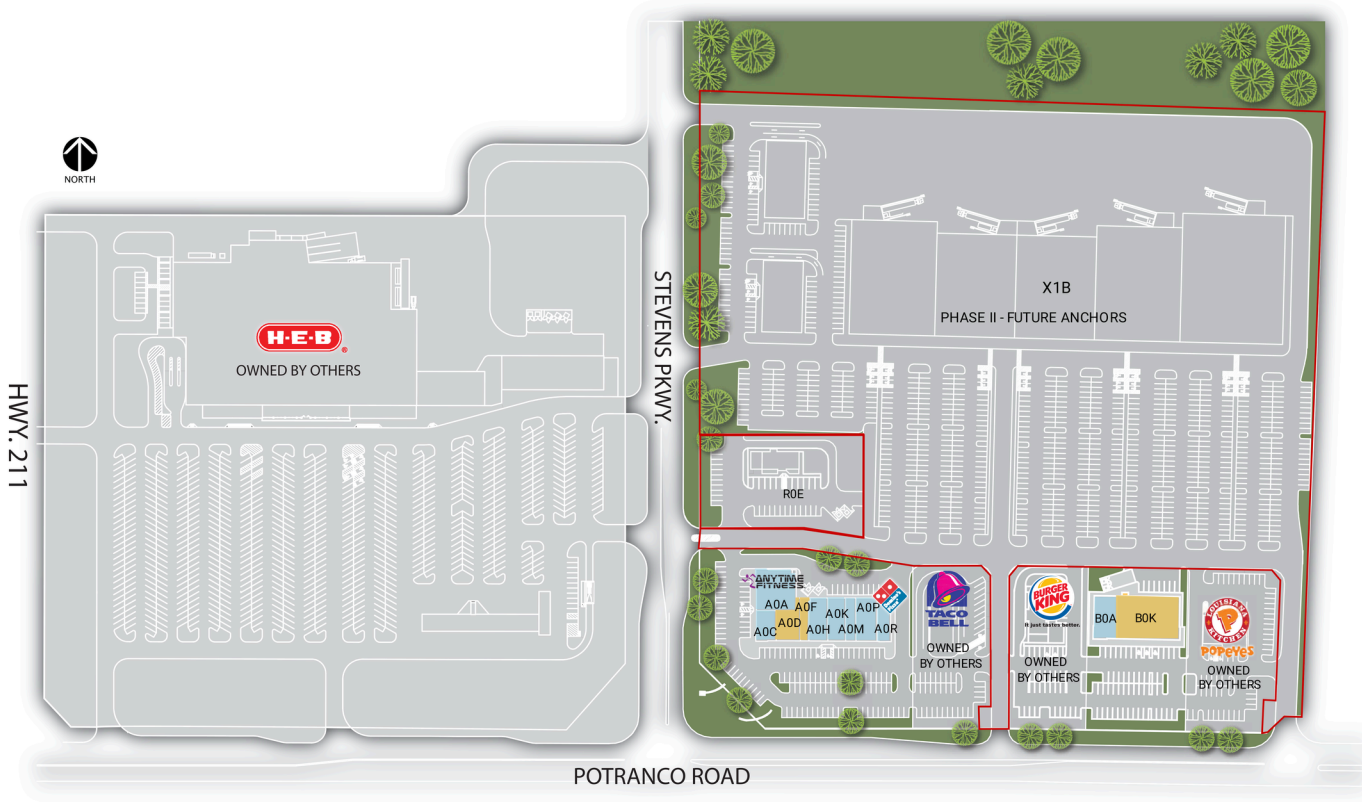 NORTH
HWY. 211
H-E-B
®
OWNED BY OTHERS
STEVENS PKWY.
X1B
PHASE II - FUTURE ANCHORS
R0E
ANYTIME
FITNESS
A0A
A0F
A0K
A0P
A0C
A0D
A0H
A0M
A0R
Domino's
Pizza
TACO
BELL
OWNED
BY OTHERS
BURGER
KING
It just tastes better.
OWNED
BY OTHERS
B0A
B0K
LOUISIANA
KITCHEN
POPEYES
OWNED
BY OTHERS
POTRANCO ROAD